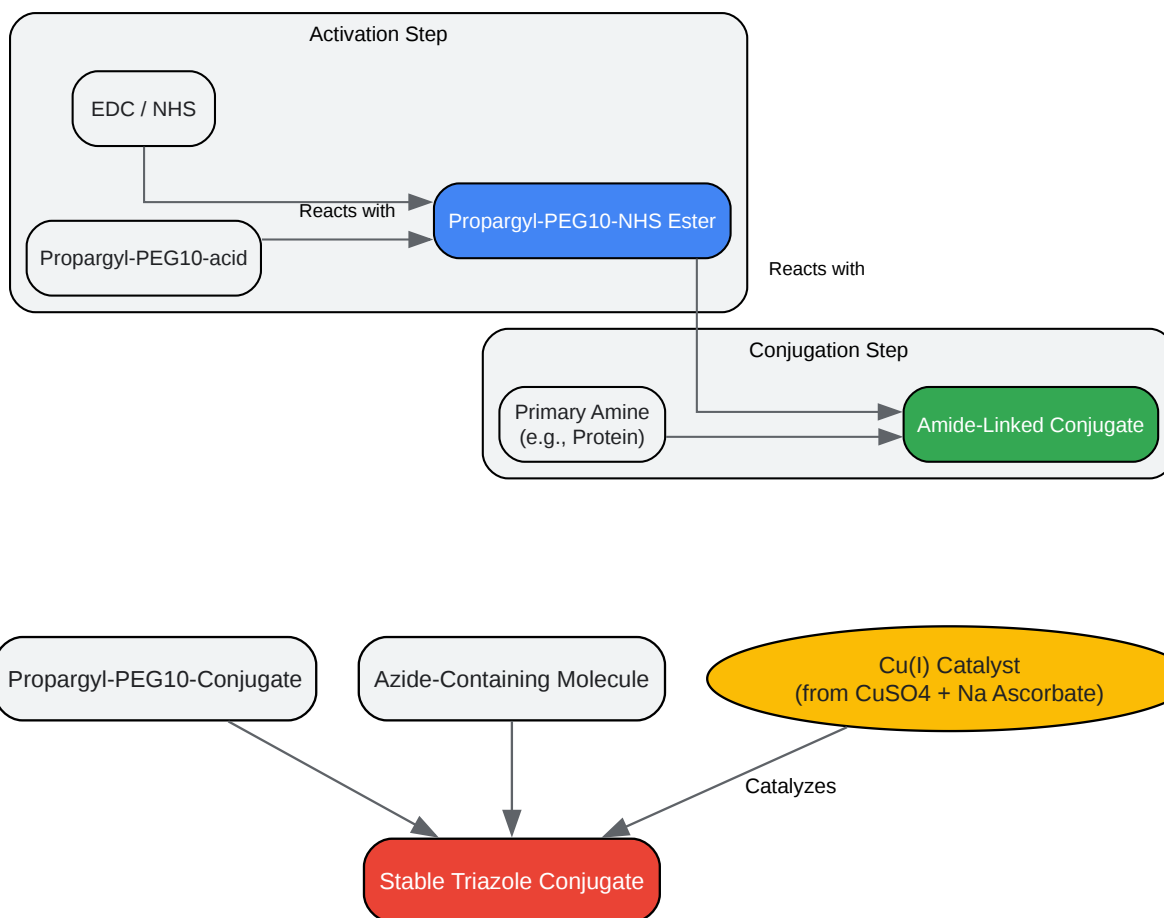 Activation Step
EDC / NHS
Reacts with
Propargyl-PEG10-NHS Ester
Propargyl-PEG10-acid
Reacts with
Conjugation Step
Primary Amine
(e.g., Protein)
Amide-Linked Conjugate
Propargyl-PEG10-Conjugate
Azide-Containing Molecule
Cu(I) Catalyst
(from CuSO4 + Na Ascorbate)
Catalyzes
Stable Triazole Conjugate